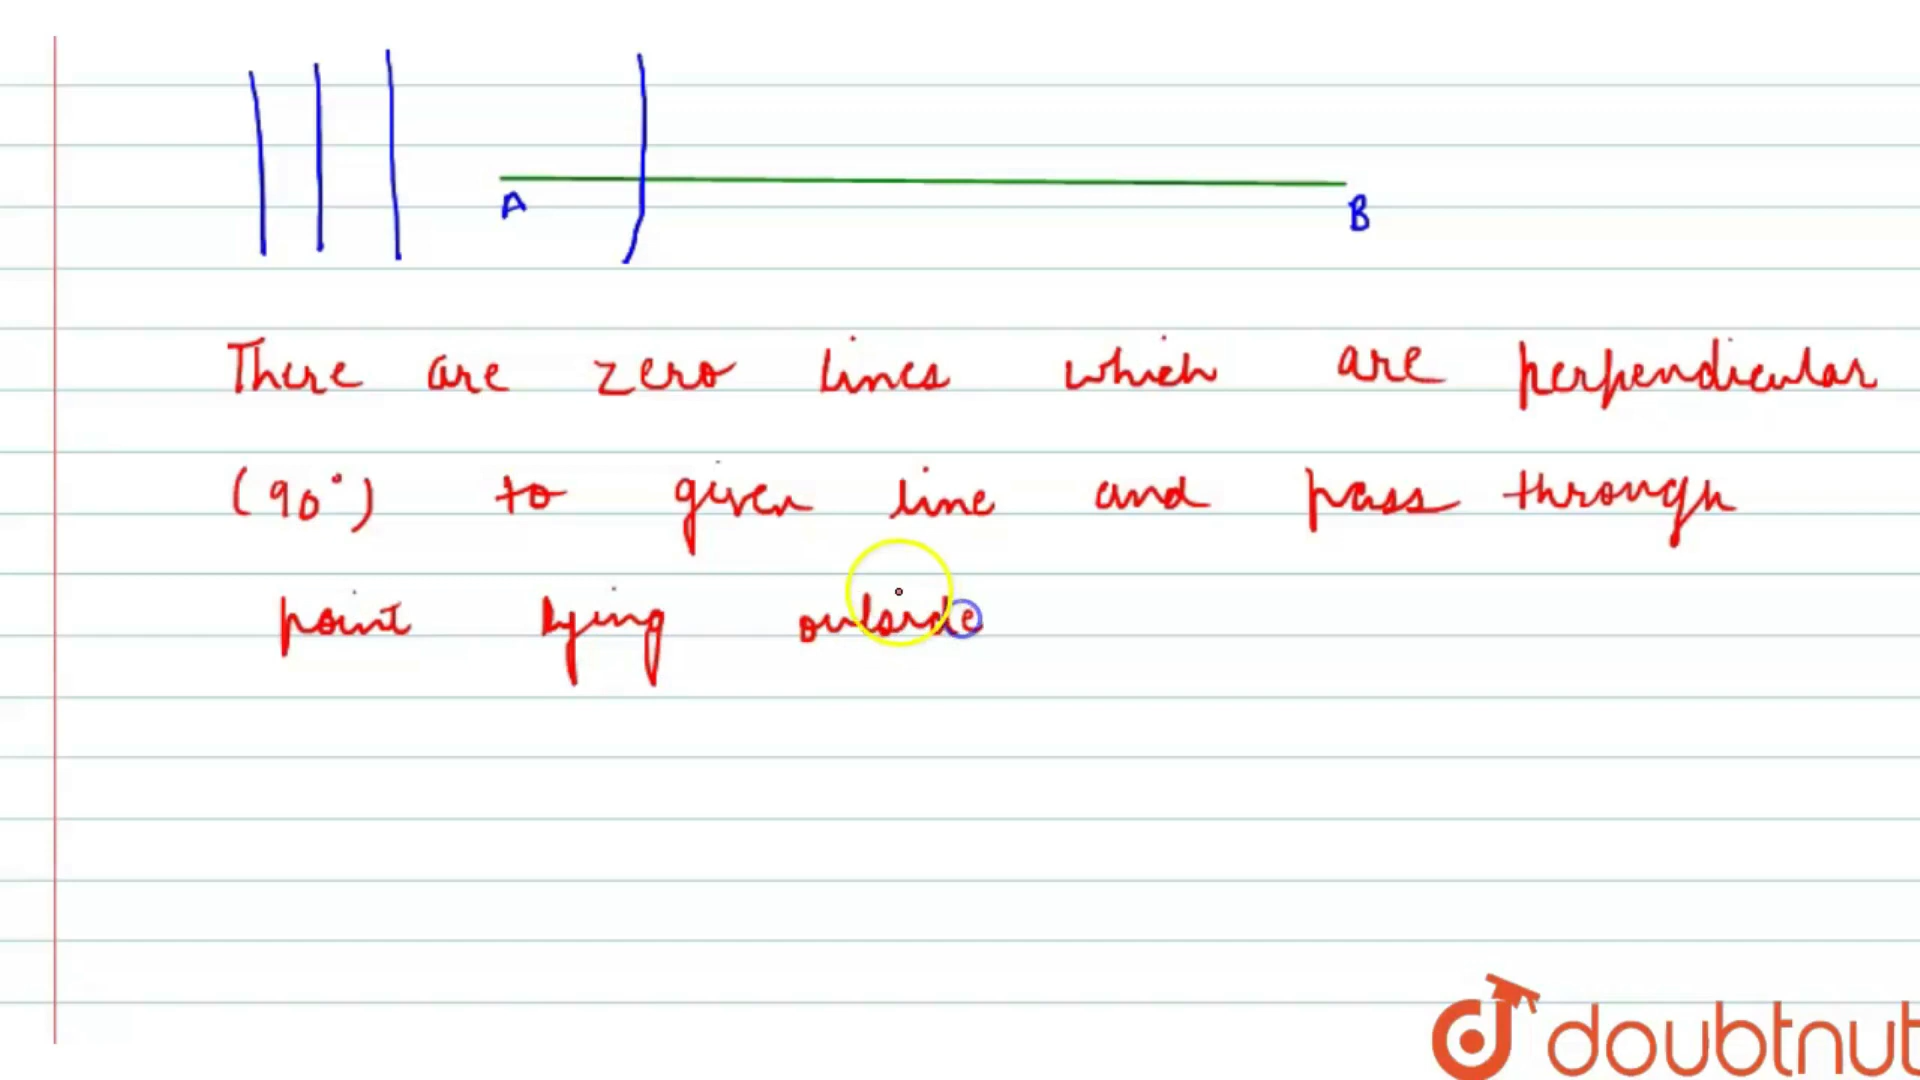 A
B
There are zero lines which are perpendicular
(90°) to given line and pass through
point lying outside
doubtnut